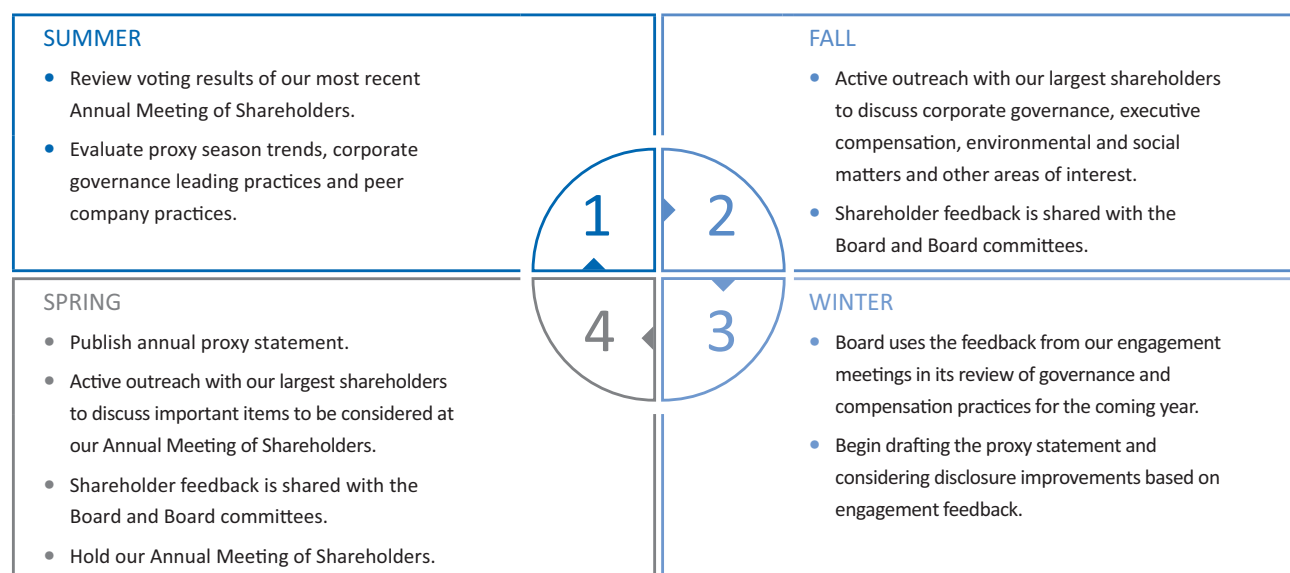 SUMMER
• Review voting results of our most recent
Annual Meeting of Shareholders.
• Evaluate proxy season trends, corporate
governance leading practices and peer
company practices.
1
FALL
• Active outreach with our largest shareholders
to discuss corporate governance, executive
compensation, environmental and social
matters and other areas of interest.
• Shareholder feedback is shared with the
Board and Board committees.
2
WINTER
• Board uses the feedback from our engagement
meetings in its review of governance and
compensation practices for the coming year.
• Begin drafting the proxy statement and
considering disclosure improvements based on
engagement feedback.
3
SPRING
• Publish annual proxy statement.
• Active outreach with our largest shareholders
to discuss important items to be considered at
our Annual Meeting of Shareholders.
• Shareholder feedback is shared with the
Board and Board committees.
• Hold our Annual Meeting of Shareholders.
4